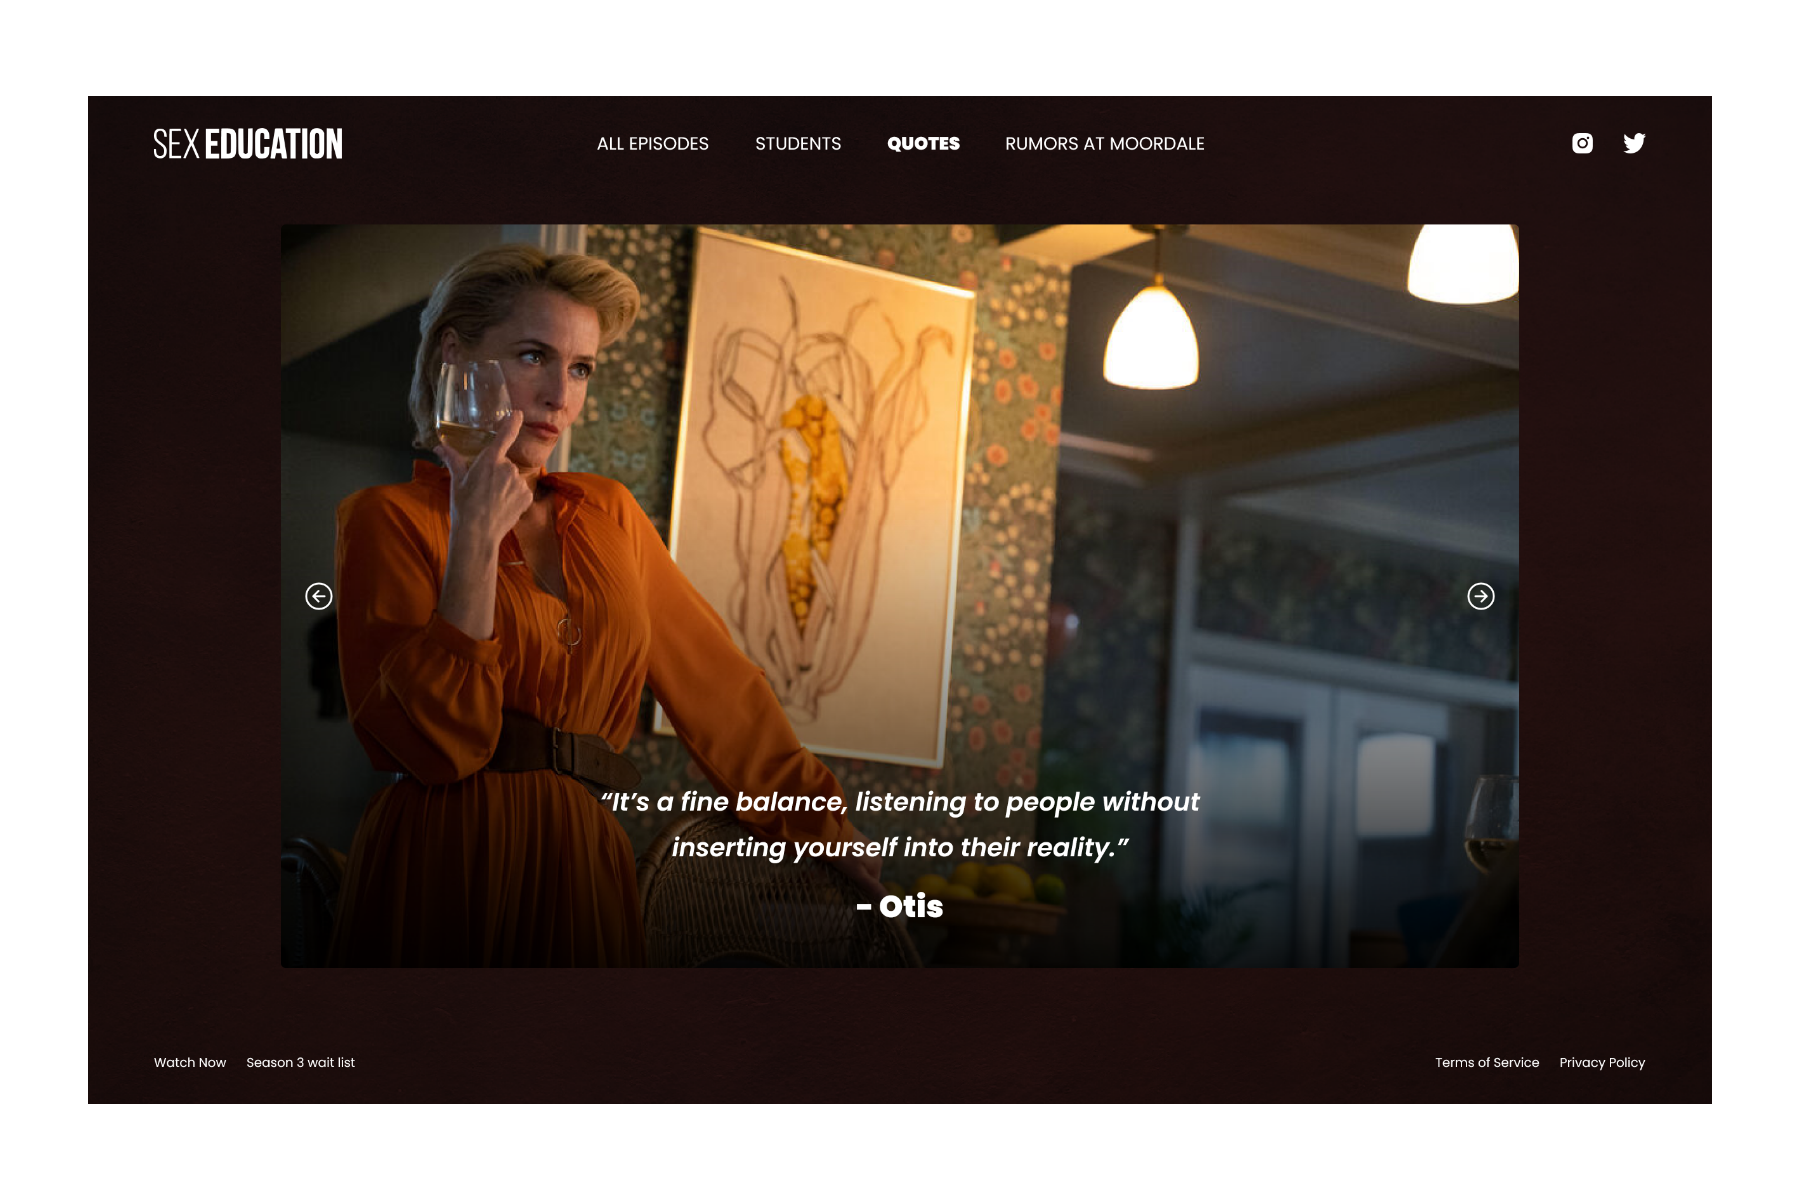 SEX EDUCATION
ALL EPISODES
STUDENTS
QUOTES
RUMORS AT MOORDALE
“It’s a fine balance, listening to people without
inserting yourself into their reality.”
– Otis
Watch Now
Season 3 wait list
Terms of Service
Privacy Policy